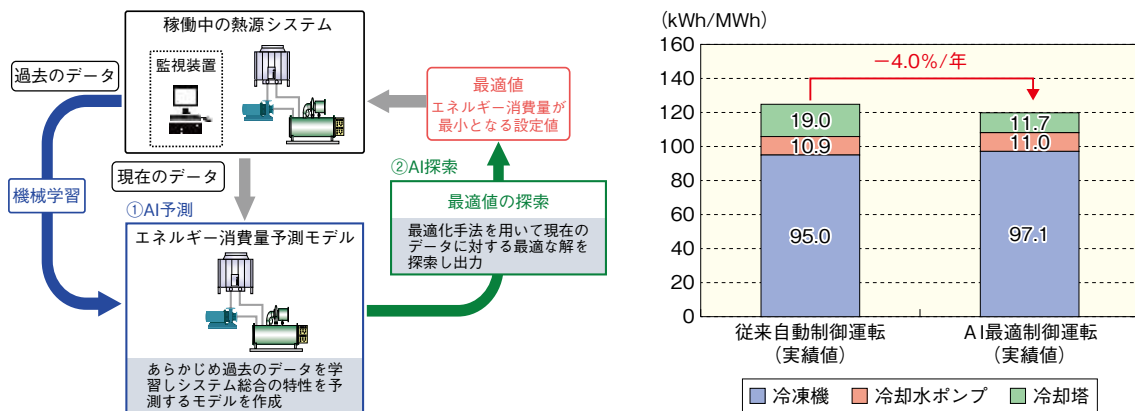 稼働中の熱源システム
監視装置
過去のデータ
最適値
エネルギー消費量が
最小となる設定値
②AI探索
現在のデータ
機械学習
①AI予測
最適値の探索
最適化手法を用いて現在の
データに対する最適な解を
探索し出力
エネルギー消費量予測モデル
あらかじめ過去のデータを学
習しシステム総合の特性を予
測するモデルを作成
(kWh/MWh)
160
140
120
100
80
60
40
20
0
－4.0%/年
19.0
10.9
95.0
11.7
11.0
97.1
従来自動制御運転
（実績値）
AI最適制御運転
（実績値）
冷凍機 冷却水ポンプ 冷却塔